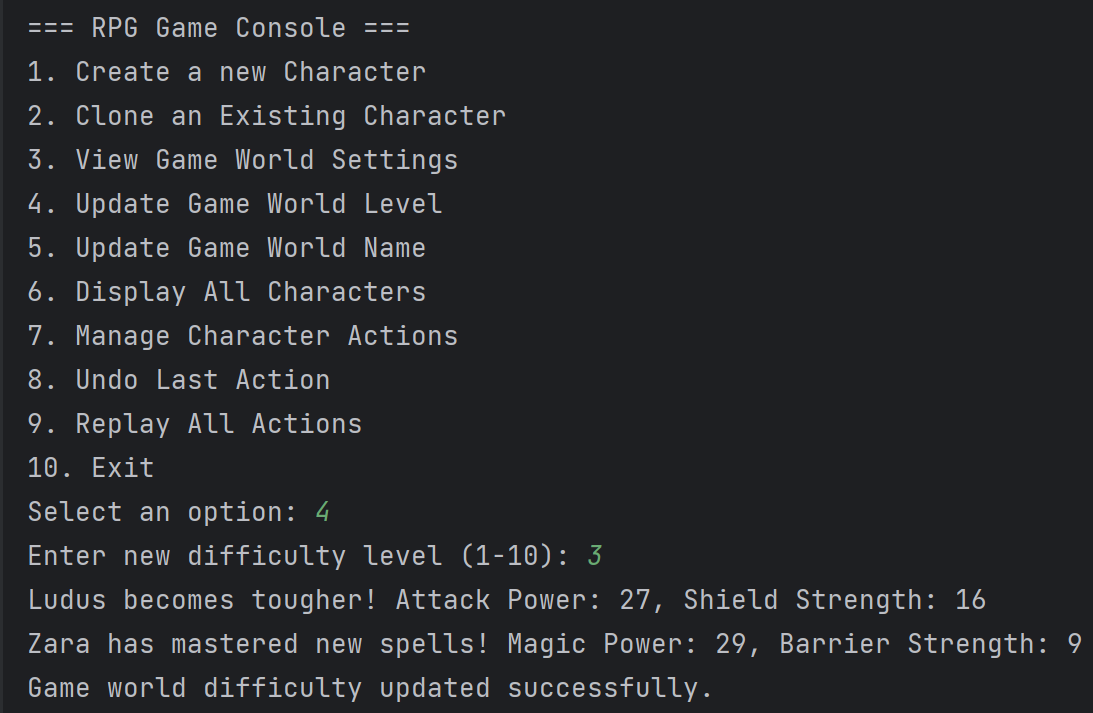 === RPG Game Console ===
1. Create a new Character
2. Clone an Existing Character
3. View Game World Settings
4. Update Game World Level
5. Update Game World Name
6. Display All Characters
7. Manage Character Actions
8. Undo Last Action
9. Replay All Actions
10. Exit
Select an option: 4
Enter new difficulty level (1-10): 3
Ludus becomes tougher! Attack Power: 27, Shield Strength: 16
Zara has mastered new spells! Magic Power: 29, Barrier Strength: 9
Game world difficulty updated successfully.